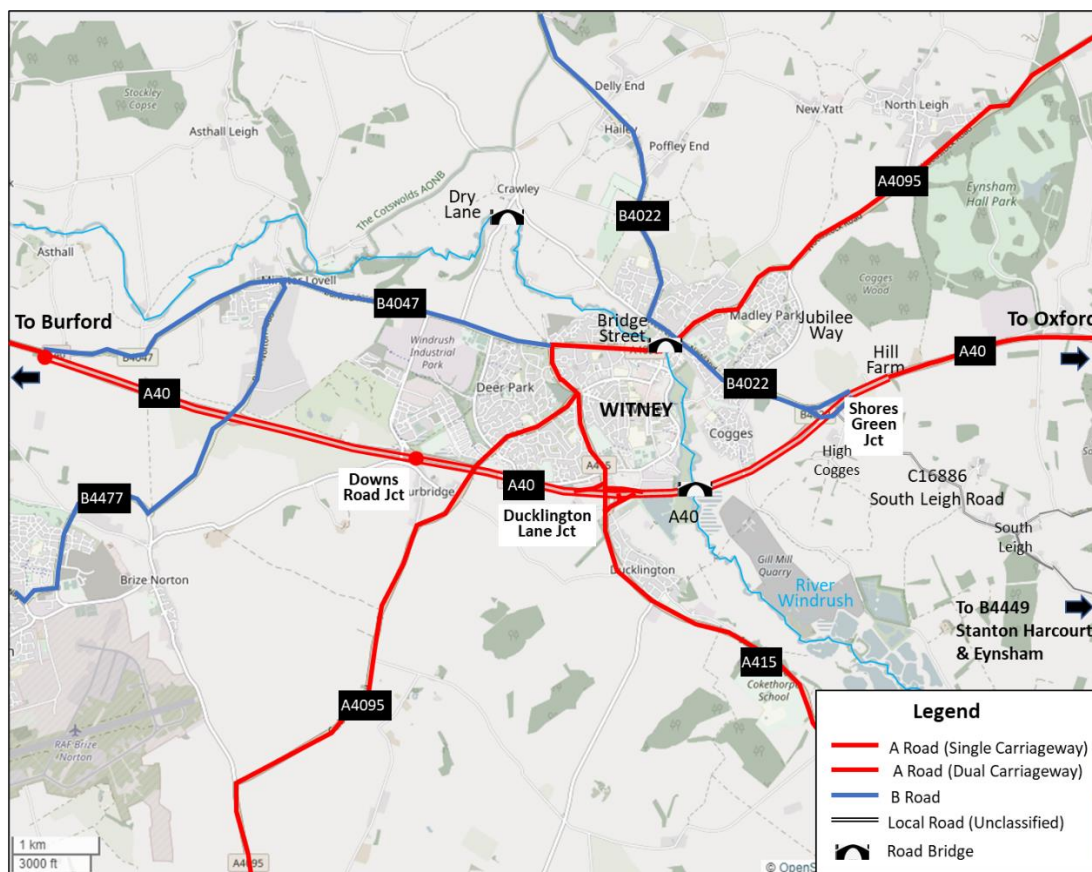 Stockley
Copse
Asthall Leigh
Delly End
Hailey
Poffley End
New Yatt
North Leigh
A4095
Eynsham
Hall Park
The Cotswolds AONB
Crawley
Dry
Lane
B4022
Asthall
Minster Lovell
B4047
To Burford
B4047
Windrush
Industrial
Park
Bridge
Street
Madley Park
Jubilee
Way
Cogges
Wood
To Oxford
A40
Hill
Farm
A40
Deer Park
WITNEY
B4022
Cogges
Shores
Green
Jct
High
Cogges
C16886
South Leigh Road
Downs
Road Jct
A40
A415
B4477
Ducklington
Lane Jct
A40
South
Leigh
Gill Mill
Quarry
Brize Norton
Ducklington
River
Windrush
To B4449
Stanton Harcourt
& Eynsham
A415
Cokethorpe
School
A4095
RAF Brize
Norton
Legend
A Road (Single Carriageway)
A Road (Dual Carriageway)
B Road
Local Road (Unclassified)
Road Bridge
1 km
3000 ft
A4095